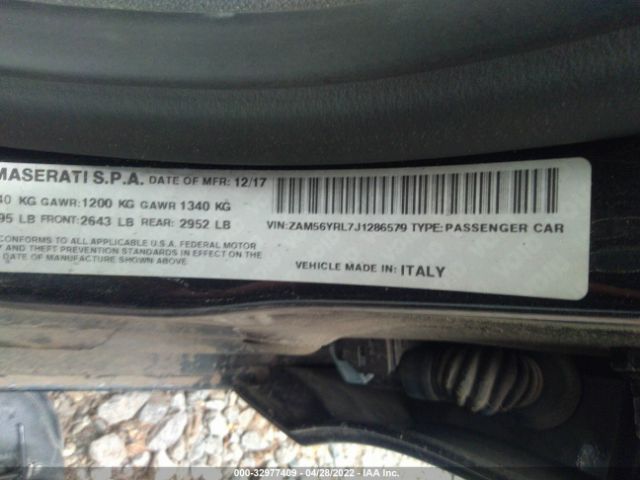 MASERATI S.P.A. DATE OF MFR: 12/17
KG GAWR:1200 KG GAWR 1340 KG
LB FRONT:2643 LB REAR: 2952 LB
CONFORMS TO ALL APPLICABLE U.S.A. FEDERAL MOTOR
Y AND THEFT PREVENTION STANDARDS IN EFFECT
DATE OF MANUFACTURE SHOWN ABOVE
VIN:ZAM56YRL7J1286579 TYPE:PASSENGER CAR
VEHICLE MADE IN: ITALY
000-32977409 - 04/28/2022 - IAA Inc.